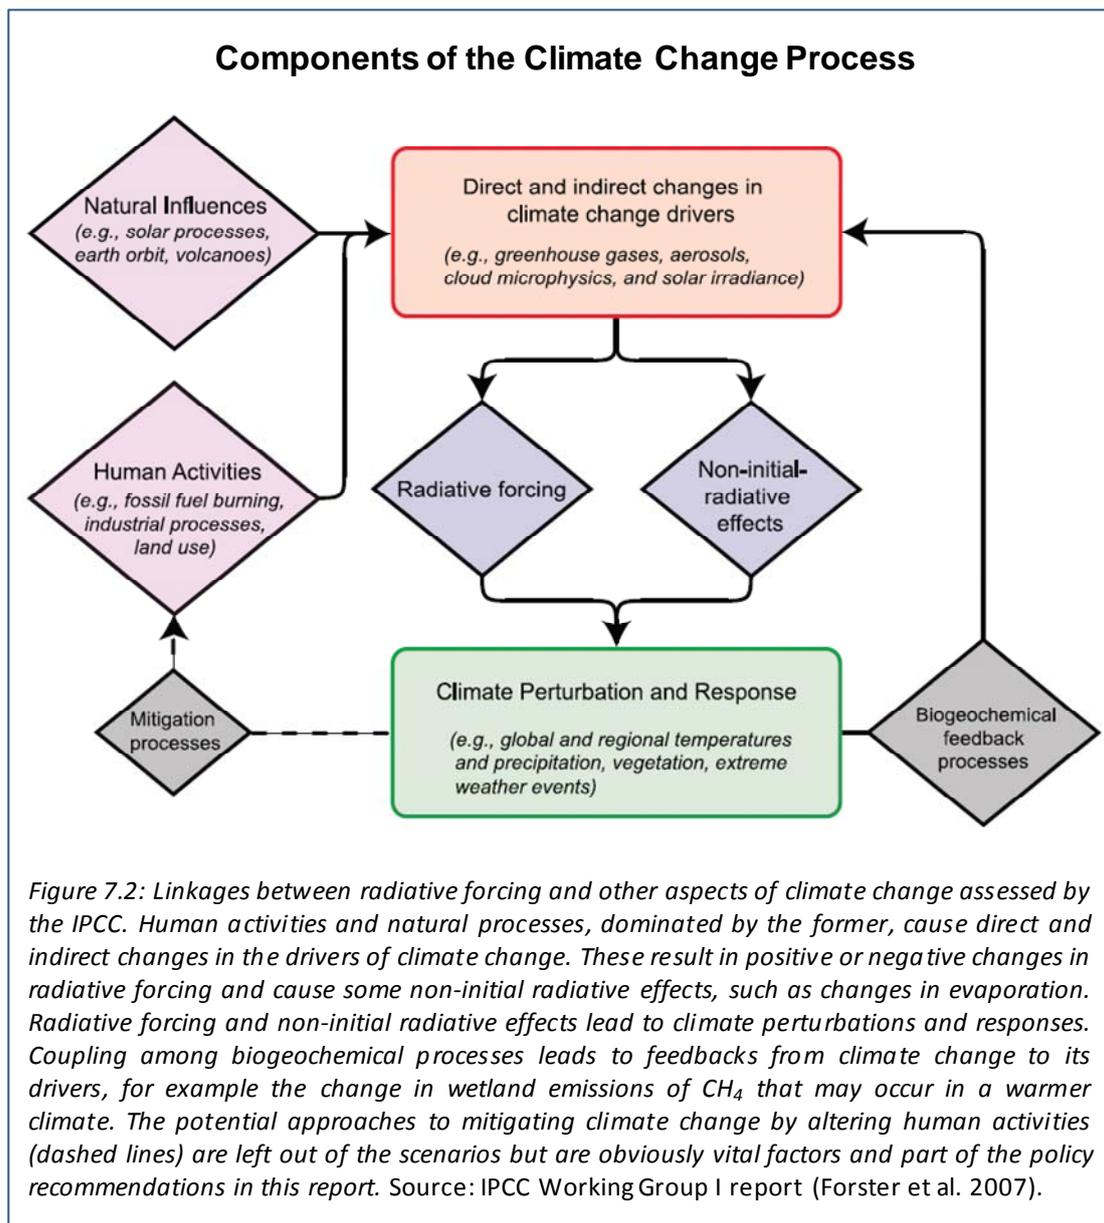 Components of the Climate Change Process
Natural Influences
(e.g., solar processes,
earth orbit, volcanoes)
Direct and indirect changes in
climate change drivers
(e.g., greenhouse gases, aerosols,
cloud microphysics, and solar irradiance)
Human Activities
(e.g., fossil fuel burning,
industrial processes,
land use)
Radiative forcing
Non-initial-
radiative
effects
Mitigation
processes
Climate Perturbation and Response
(e.g., global and regional temperatures
and precipitation, vegetation, extreme
weather events)
Biogeochemical
feedback
processes
Figure 7.2: Linkages between radiative forcing and other aspects of climate change assessed by
the IPCC. Human activities and natural processes, dominated by the former, cause direct and
indirect changes in the drivers of climate change. These result in positive or negative changes in
radiative forcing and cause some non-initial radiative effects, such as changes in evaporation.
Radiative forcing and non-initial radiative effects lead to climate perturbations and responses.
Coupling among biogeochemical processes leads to feedbacks from climate change to its
drivers, for example the change in wetland emissions of CH₄ that may occur in a warmer
climate. The potential approaches to mitigating climate change by altering human activities
(dashed lines) are left out of the scenarios but are obviously vital factors and part of the policy
recommendations in this report. Source: IPCC Working Group I report (Forster et al. 2007).